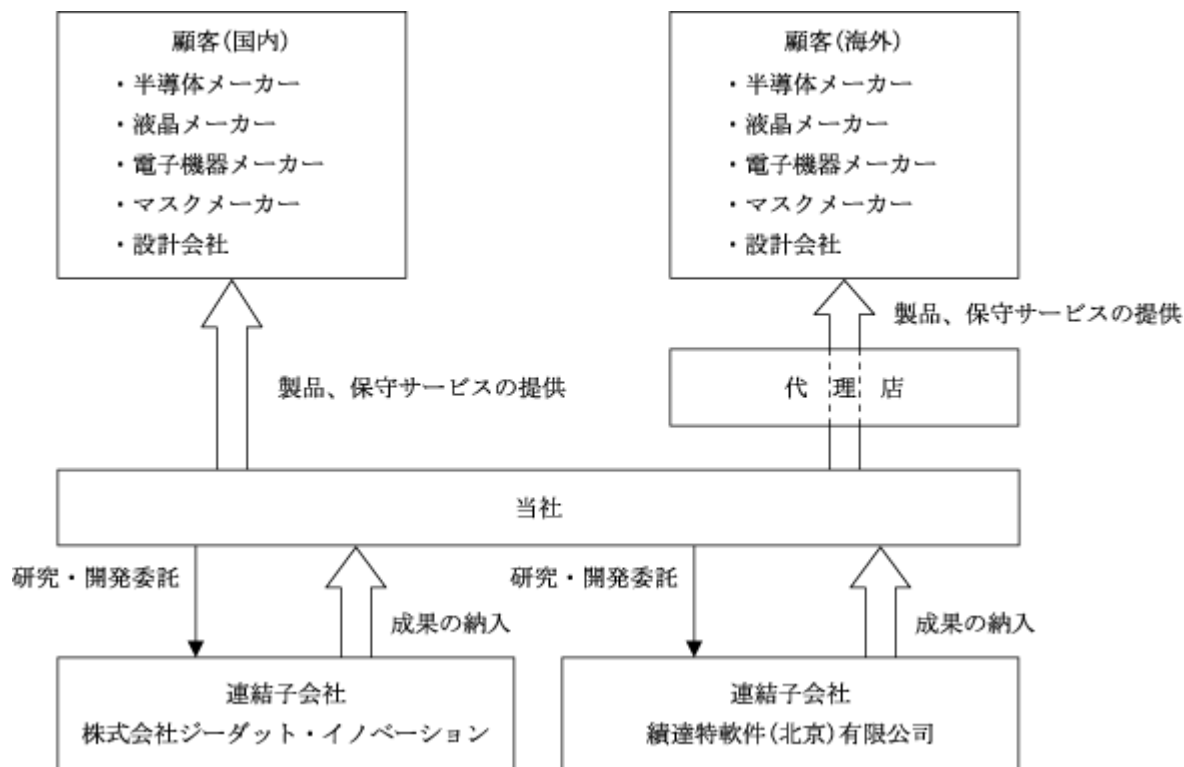 顧客(国内)
・半導体メーカー
・液晶メーカー
・電子機器メーカー
・マスクメーカー
・設計会社
顧客(海外)
・半導体メーカー
・液晶メーカー
・電子機器メーカー
・マスクメーカー
・設計会社
製品、保守サービスの提供
製品、保守サービスの提供
代理店
当社
研究・開発委託
成果の納入
研究・開発委託
成果の納入
連結子会社
株式会社ジーダット・イノベーション
連結子会社
績達特軟件(北京)有限公司